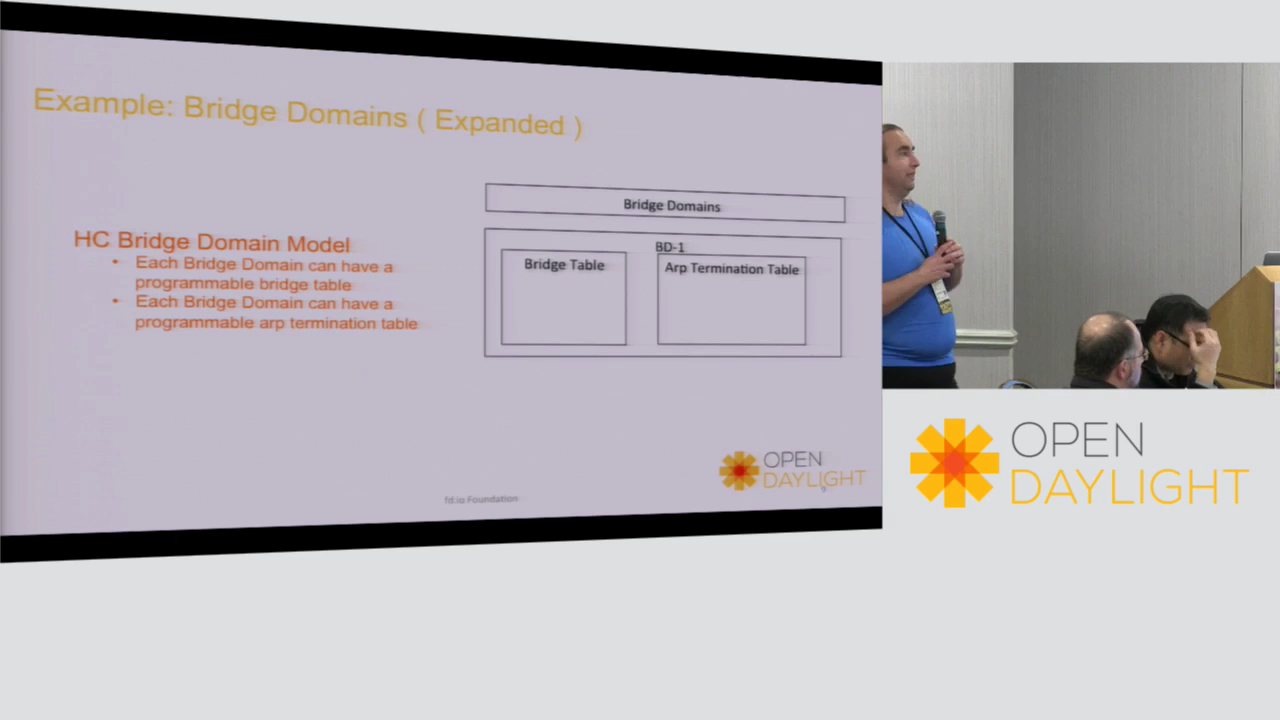 Example: Bridge Domains ( Expanded )
HC Bridge Domain Model
• Each Bridge Domain can have a
programmable bridge table
• Each Bridge Domain can have a
programmable arp termination table
Bridge Domains
BD-1
Bridge Table
Arp Termination Table
fd.io Foundation
OPEN
DAYLIGHT
9
OPEN
DAYLIGHT